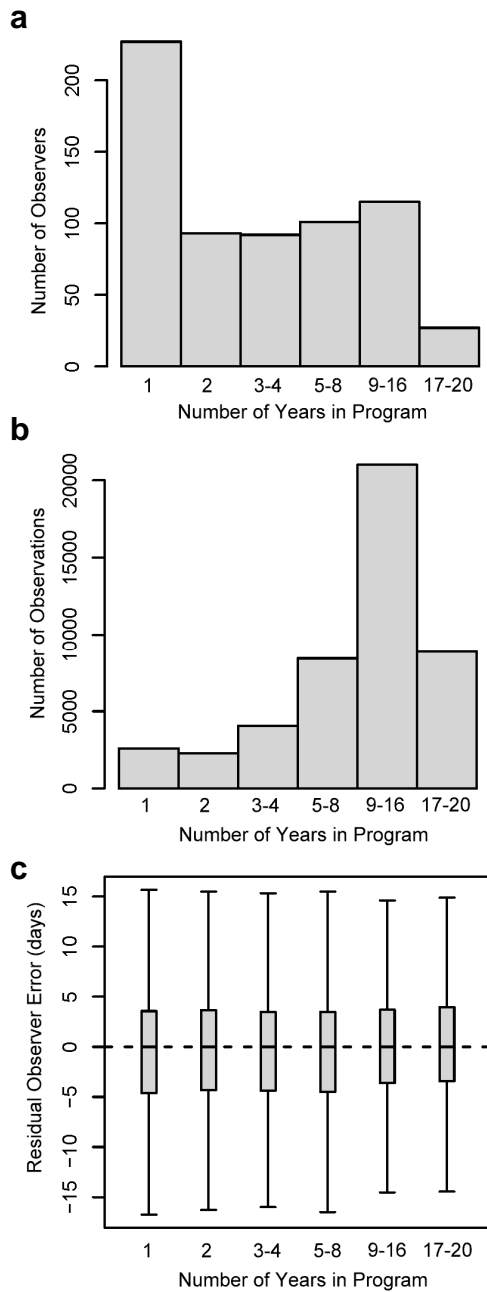 a
Number of Observers
200
150
100
50
0
1 2 3-4 5-8 9-16 17-20
Number of Years in Program
b
Number of Observations
20000
15000
10000
5000
0
1 2 3-4 5-8 9-16 17-20
Number of Years in Program
c
Residual Observer Error (days)
15
10
5
0
−5
−10
−15
1 2 3-4 5-8 9-16 17-20
Number of Years in Program